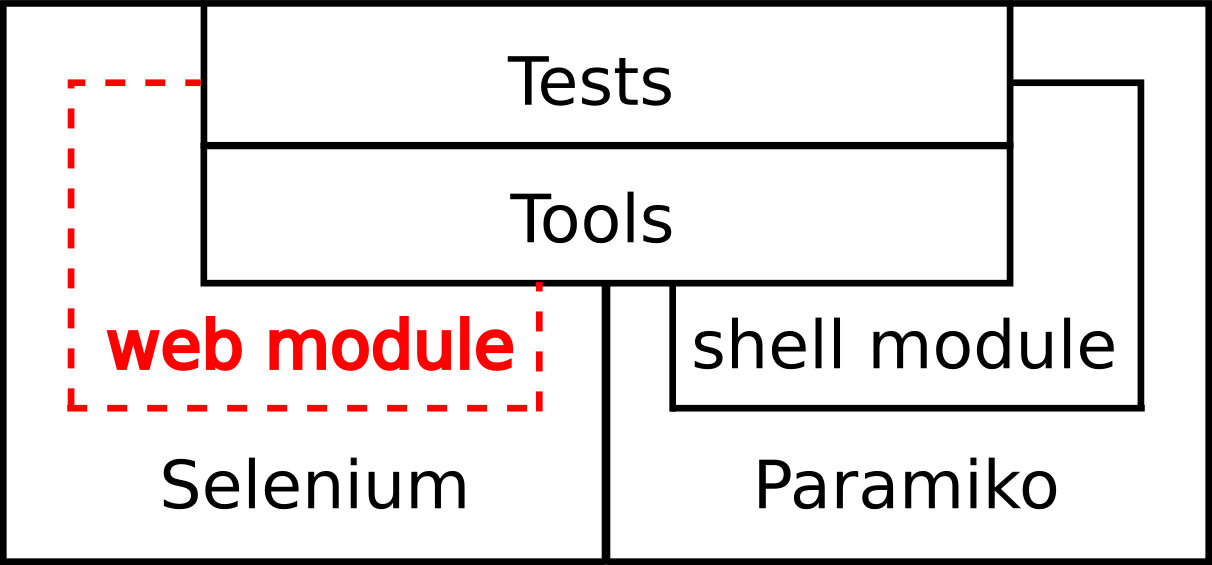 Tests
Tools
web module
shell module
Selenium
Paramiko